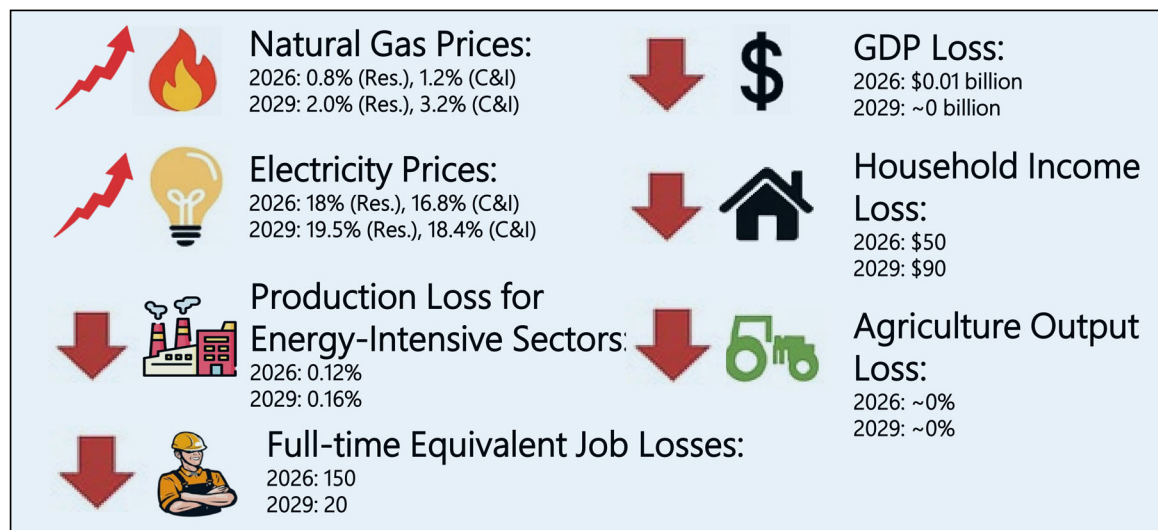 Natural Gas Prices:
2026: 0.8% (Res.), 1.2% (C&I)
2029: 2.0% (Res.), 3.2% (C&I)
Electricity Prices:
2026: 18% (Res.), 16.8% (C&I)
2029: 19.5% (Res.), 18.4% (C&I)
Production Loss for
Energy-Intensive Sectors:
2026: 0.12%
2029: 0.16%
Full-time Equivalent Job Losses:
2026: 150
2029: 20
$
GDP Loss:
2026: $0.01 billion
2029: ~0 billion
Household Income
Loss:
2026: $50
2029: $90
Agriculture Output
Loss:
2026: ~0%
2029: ~0%